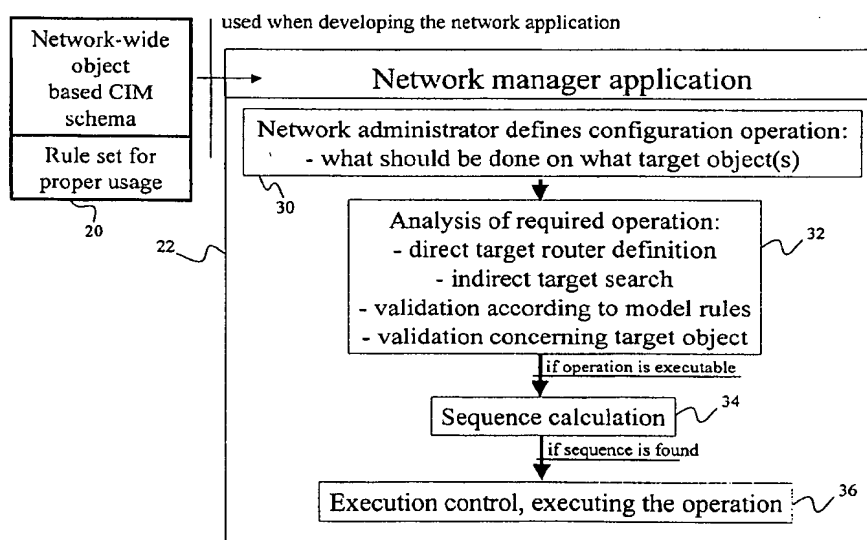 used when developing the network application
Network-wide
object
based CIM
schema
Rule set for
proper usage
20
22
Network manager application
Network administrator defines configuration operation:
- what should be done on what target object(s)
30
Analysis of required operation:
- direct target router definition
- indirect target search
- validation according to model rules
- validation concerning target object
32
if operation is executable
Sequence calculation
34
if sequence is found
Execution control, executing the operation
36